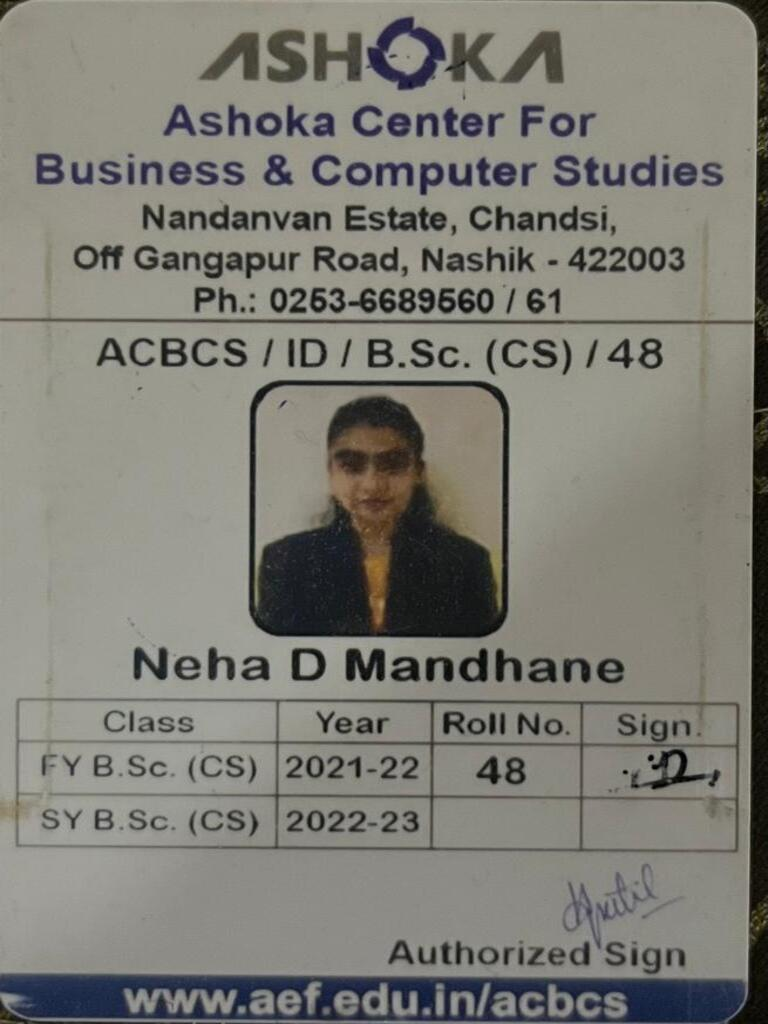 ASHOKA
Ashoka Center For
Business & Computer Studies
Nandanvan Estate, Chandsi,
Off Gangapur Road, Nashik - 422003
Ph.: 0253-6689560 / 61
ACBCS / ID / B.Sc. (CS) / 48
Neha D Mandhane
Class Year Roll No. Sign.
FY B.Sc. (CS) 2021-22 48
SY B.Sc. (CS) 2022-23
Authorized Sign
www.aef.edu.in/acbcs